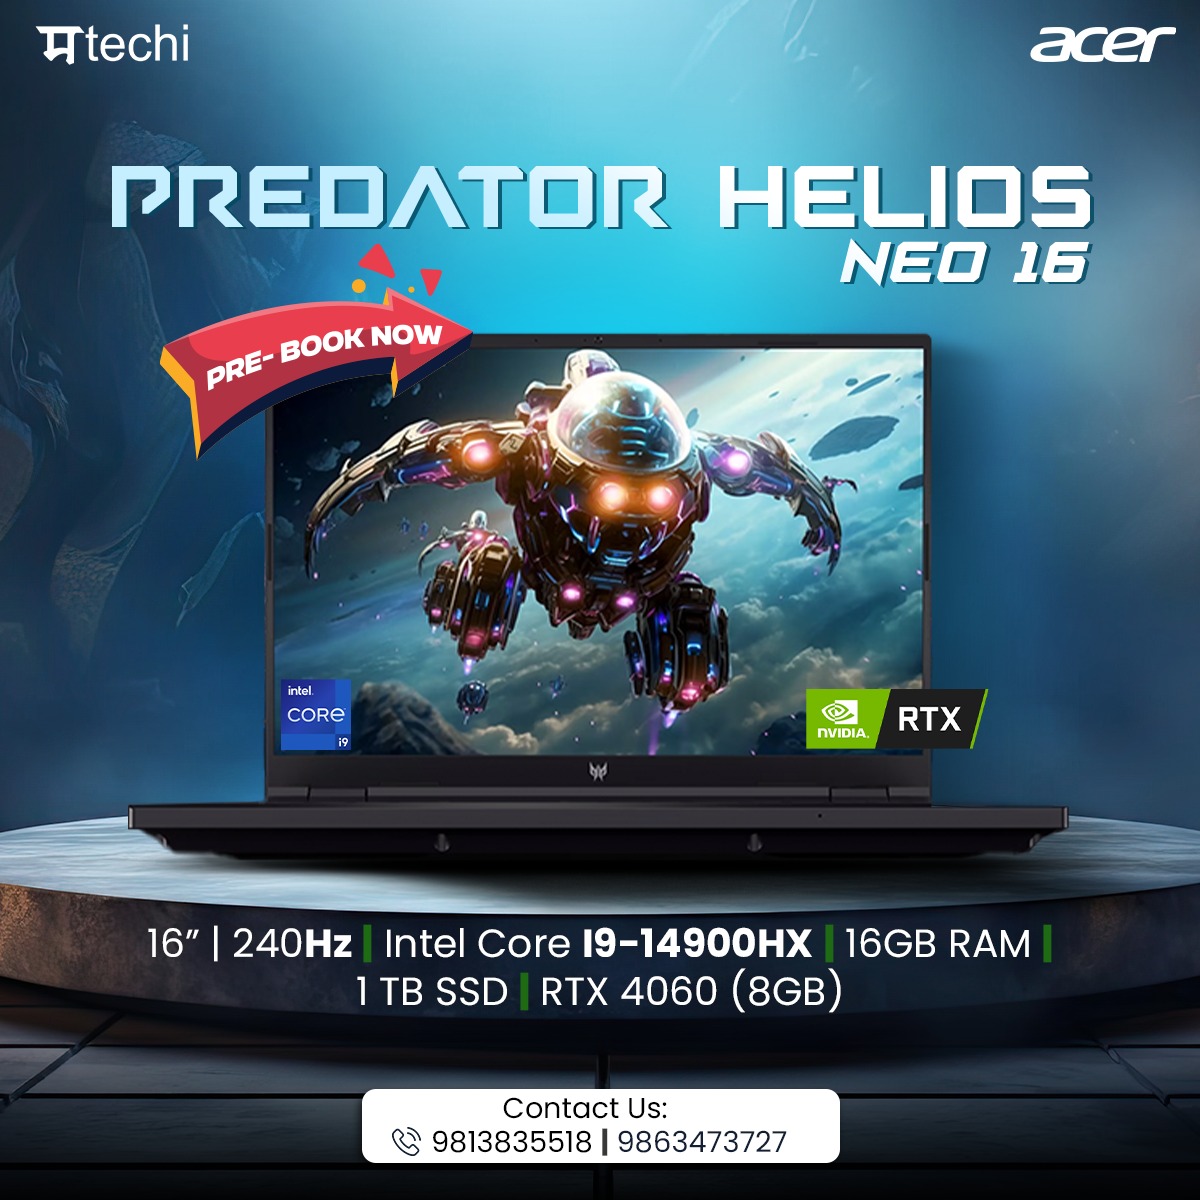 मtechi
acer
PREDATOR HELIOS
NEO 16
PRE- BOOK NOW
intel.
CORE
i9
NVIDIA.
RTX
16” | 240Hz | Intel Core I9-14900HX | 16GB RAM |
1 TB SSD | RTX 4060 (8GB)
Contact Us:
9813835518 | 9863473727